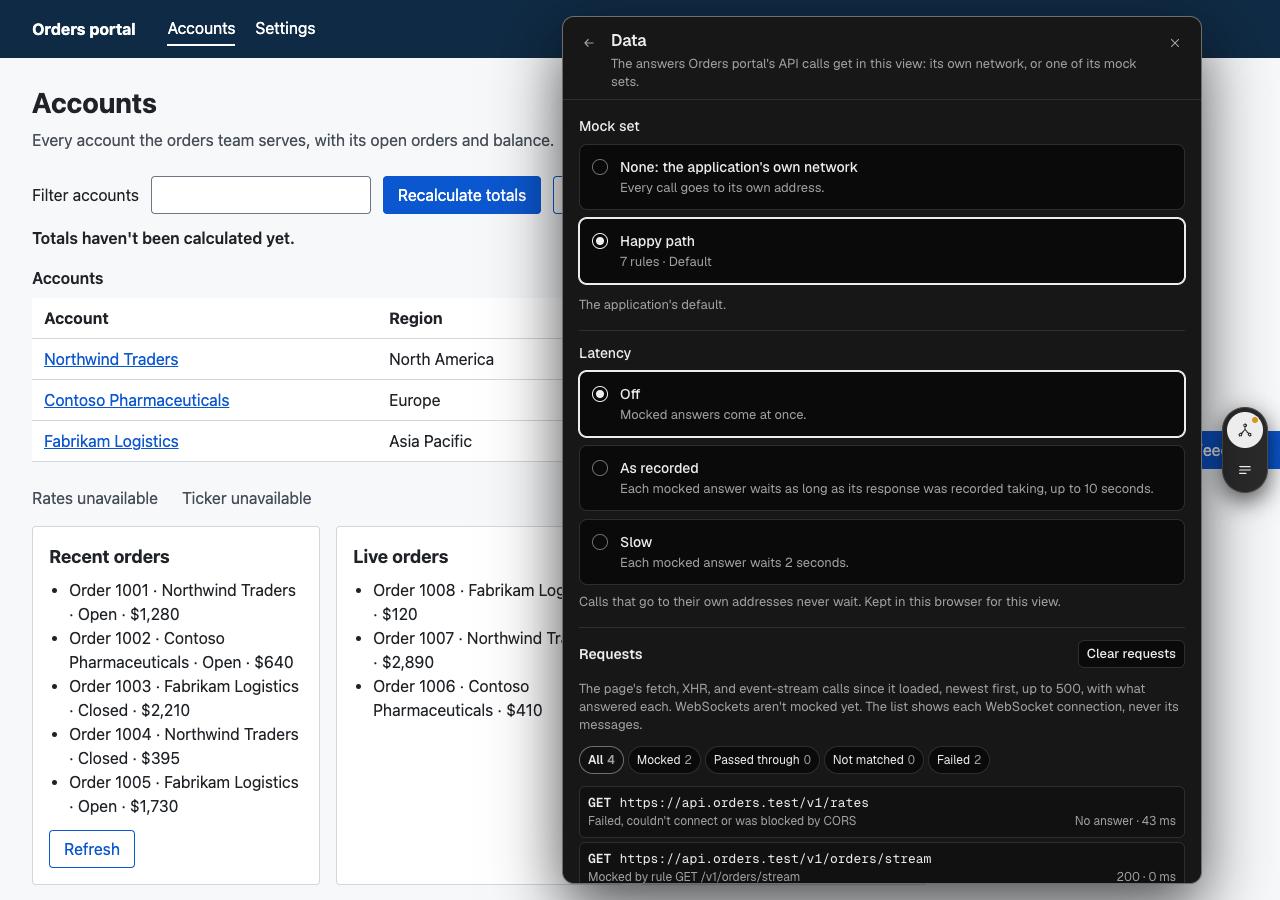 Orders portal
Accounts
Settings
Accounts
Every account the orders team serves, with its open orders and balance.
Filter accounts
Recalculate totals
Totals haven't been calculated yet.
Accounts
Account
Region
Northwind Traders
North America
Contoso Pharmaceuticals
Europe
Fabrikam Logistics
Asia Pacific
Rates unavailable
Ticker unavailable
Recent orders
Order 1001 · Northwind Traders
· Open · $1,280
Order 1002 · Contoso
Pharmaceuticals · Open · $640
Order 1003 · Fabrikam Logistics
· Closed · $2,210
Order 1004 · Northwind Traders
· Closed · $395
Order 1005 · Fabrikam Logistics
· Open · $1,730
Refresh
Live orders
Order 1008 · Fabrikam
· $120
Order 1007 · Northwind
· $2,890
Order 1006 · Contoso
Pharmaceuticals · $410
Data
The answers Orders portal's API calls get in this view: its own network, or one of its mock
sets.
Mock set
None: the application's own network
Every call goes to its own address.
Happy path
7 rules · Default
The application's default.
Latency
Off
Mocked answers come at once.
As recorded
Each mocked answer waits as long as its response was recorded taking, up to 10 seconds.
Slow
Each mocked answer waits 2 seconds.
Calls that go to their own addresses never wait. Kept in this browser for this view.
Requests
Clear requests
The page's fetch, XHR, and event-stream calls since it loaded, newest first, up to 500, with what
answered each. WebSockets aren't mocked yet. The list shows each WebSocket connection, never its
messages.
All 4
Mocked 2
Passed through 0
Not matched 0
Failed 2
GET https://api.orders.test/v1/rates
Failed, couldn't connect or was blocked by CORS
No answer · 43 ms
GET https://api.orders.test/v1/orders/stream
Mocked by rule GET /v1/orders/stream
200 · 0 ms